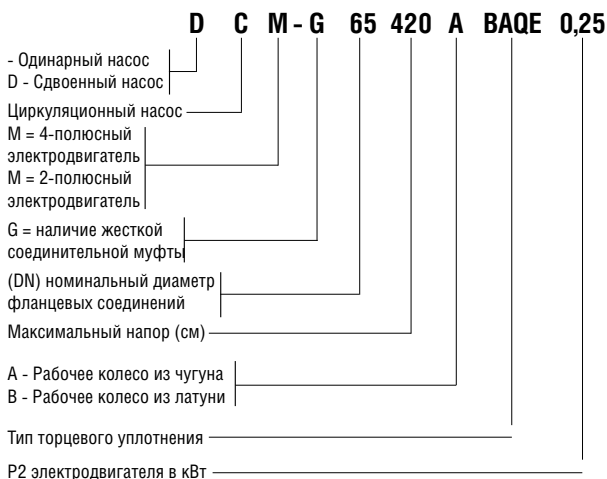 D C M - G 65 420 A BAQE 0,25
- Одинарный насос
D - Сдвоенный насос
Циркуляционный насос
М = 4-полюсный
электродвигатель
М = 2-полюсный
электродвигатель
G = наличие жесткой
соединительной муфты
(DN) номинальный диаметр
фланцевых соединений
Максимальный напор (см)
А - Рабочее колесо из чугуна
В - Рабочее колесо из латуни
Тип торцевого уплотнения
Р2 электродвигателя в кВт